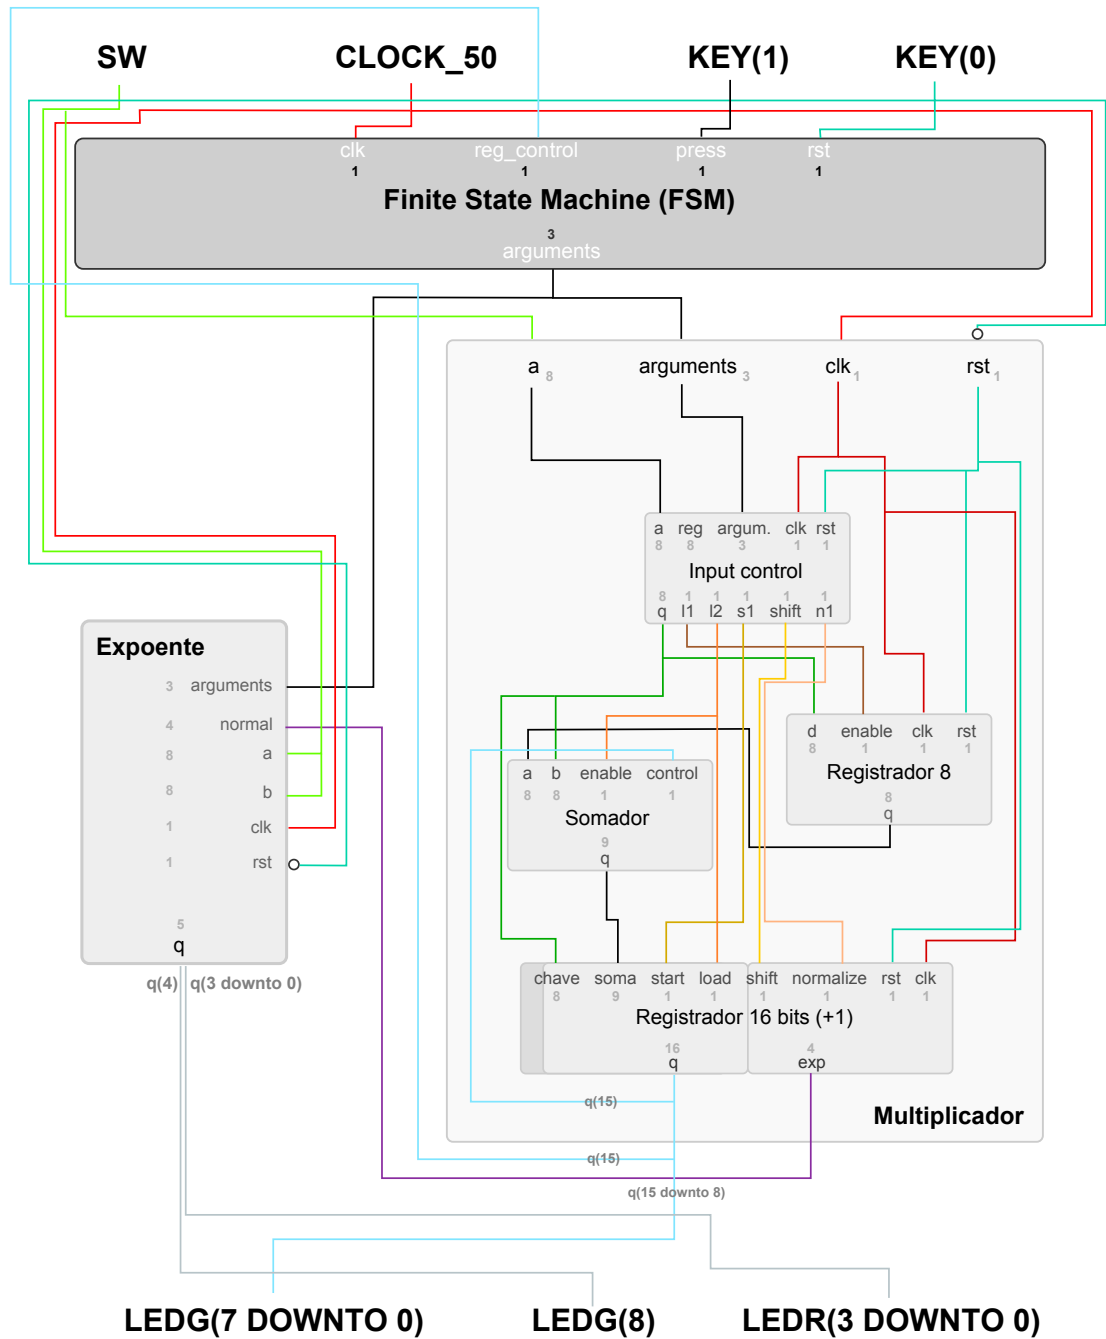 SW CLOCK_50 KEY(1) KEY(0)
clk reg_control press rst
1 1 1 1
Finite State Machine (FSM)
3
arguments
a 8 arguments 3 clk 1 rst 1
a reg argum. clk rst
8 8 3 1 1
Input control
8 1 1 1 1 1
q l1 l2 s1 shift n1
Expoente
3 arguments
4 normal
8 a
8 b
1 clk
1 rst
5
q
q(4) q(3 downto 0)
d enable clk rst
8 1 1 1
Registrador 8
8
q
a b enable control
8 8 1 1
Somador
9
q
chave soma start load shift normalize rst clk
8 9 1 1 1 1 1 1
Registrador 16 bits (+1)
16 4
q exp
q(15)
Multiplicador
q(15)
q(15 downto 8)
LEDG(7 DOWNTO 0) LEDG(8) LEDR(3 DOWNTO 0)